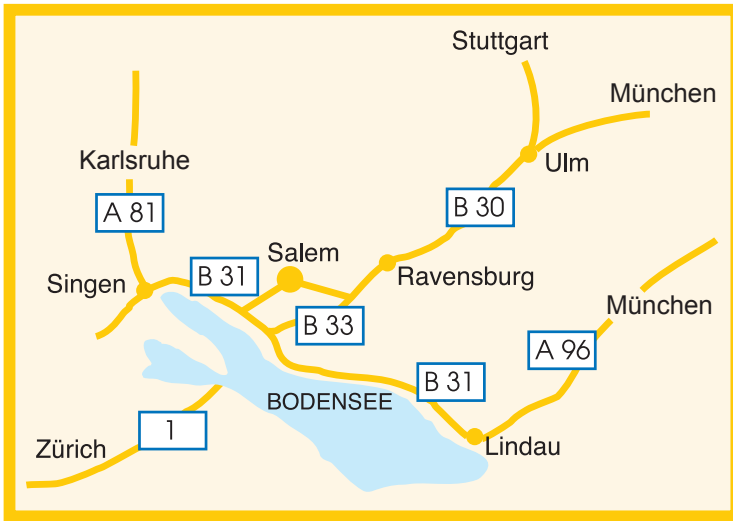 Stuttgart
München
Karlsruhe
Ulm
A 81
B 30
Salem
B 31
Ravensburg
Singen
München
B 33
A 96
B 31
BODENSEE
1
Zürich
Lindau